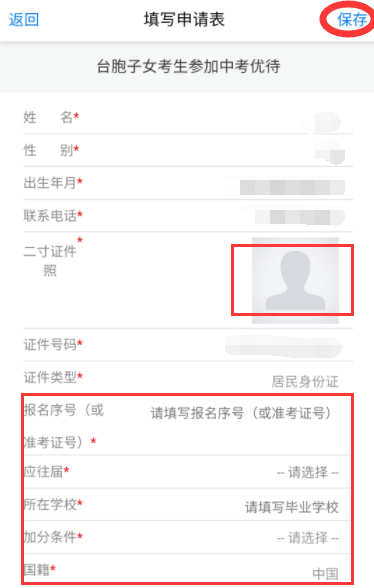 返回 填写申请表 保存
台胞子女考生参加中考优待
姓 名*
性 别*
出生年月*
联系电话*
二寸证件*
照
证件号码*
证件类型* 居民身份证
报名序号（或 请填写报名序号（或准考证号）
准考证号）*
应往届* -- 请选择 --
所在学校* 请填写毕业学校
加分条件* -- 请选择 --
国籍* 中国